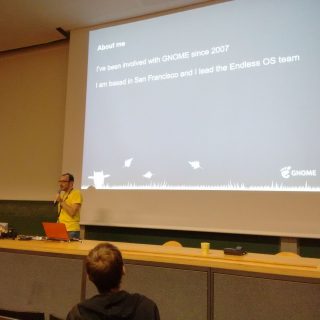 About me
I've been involved with GNOME since 2007
I am based in San Francisco and I lead the Endless OS team
GNOME